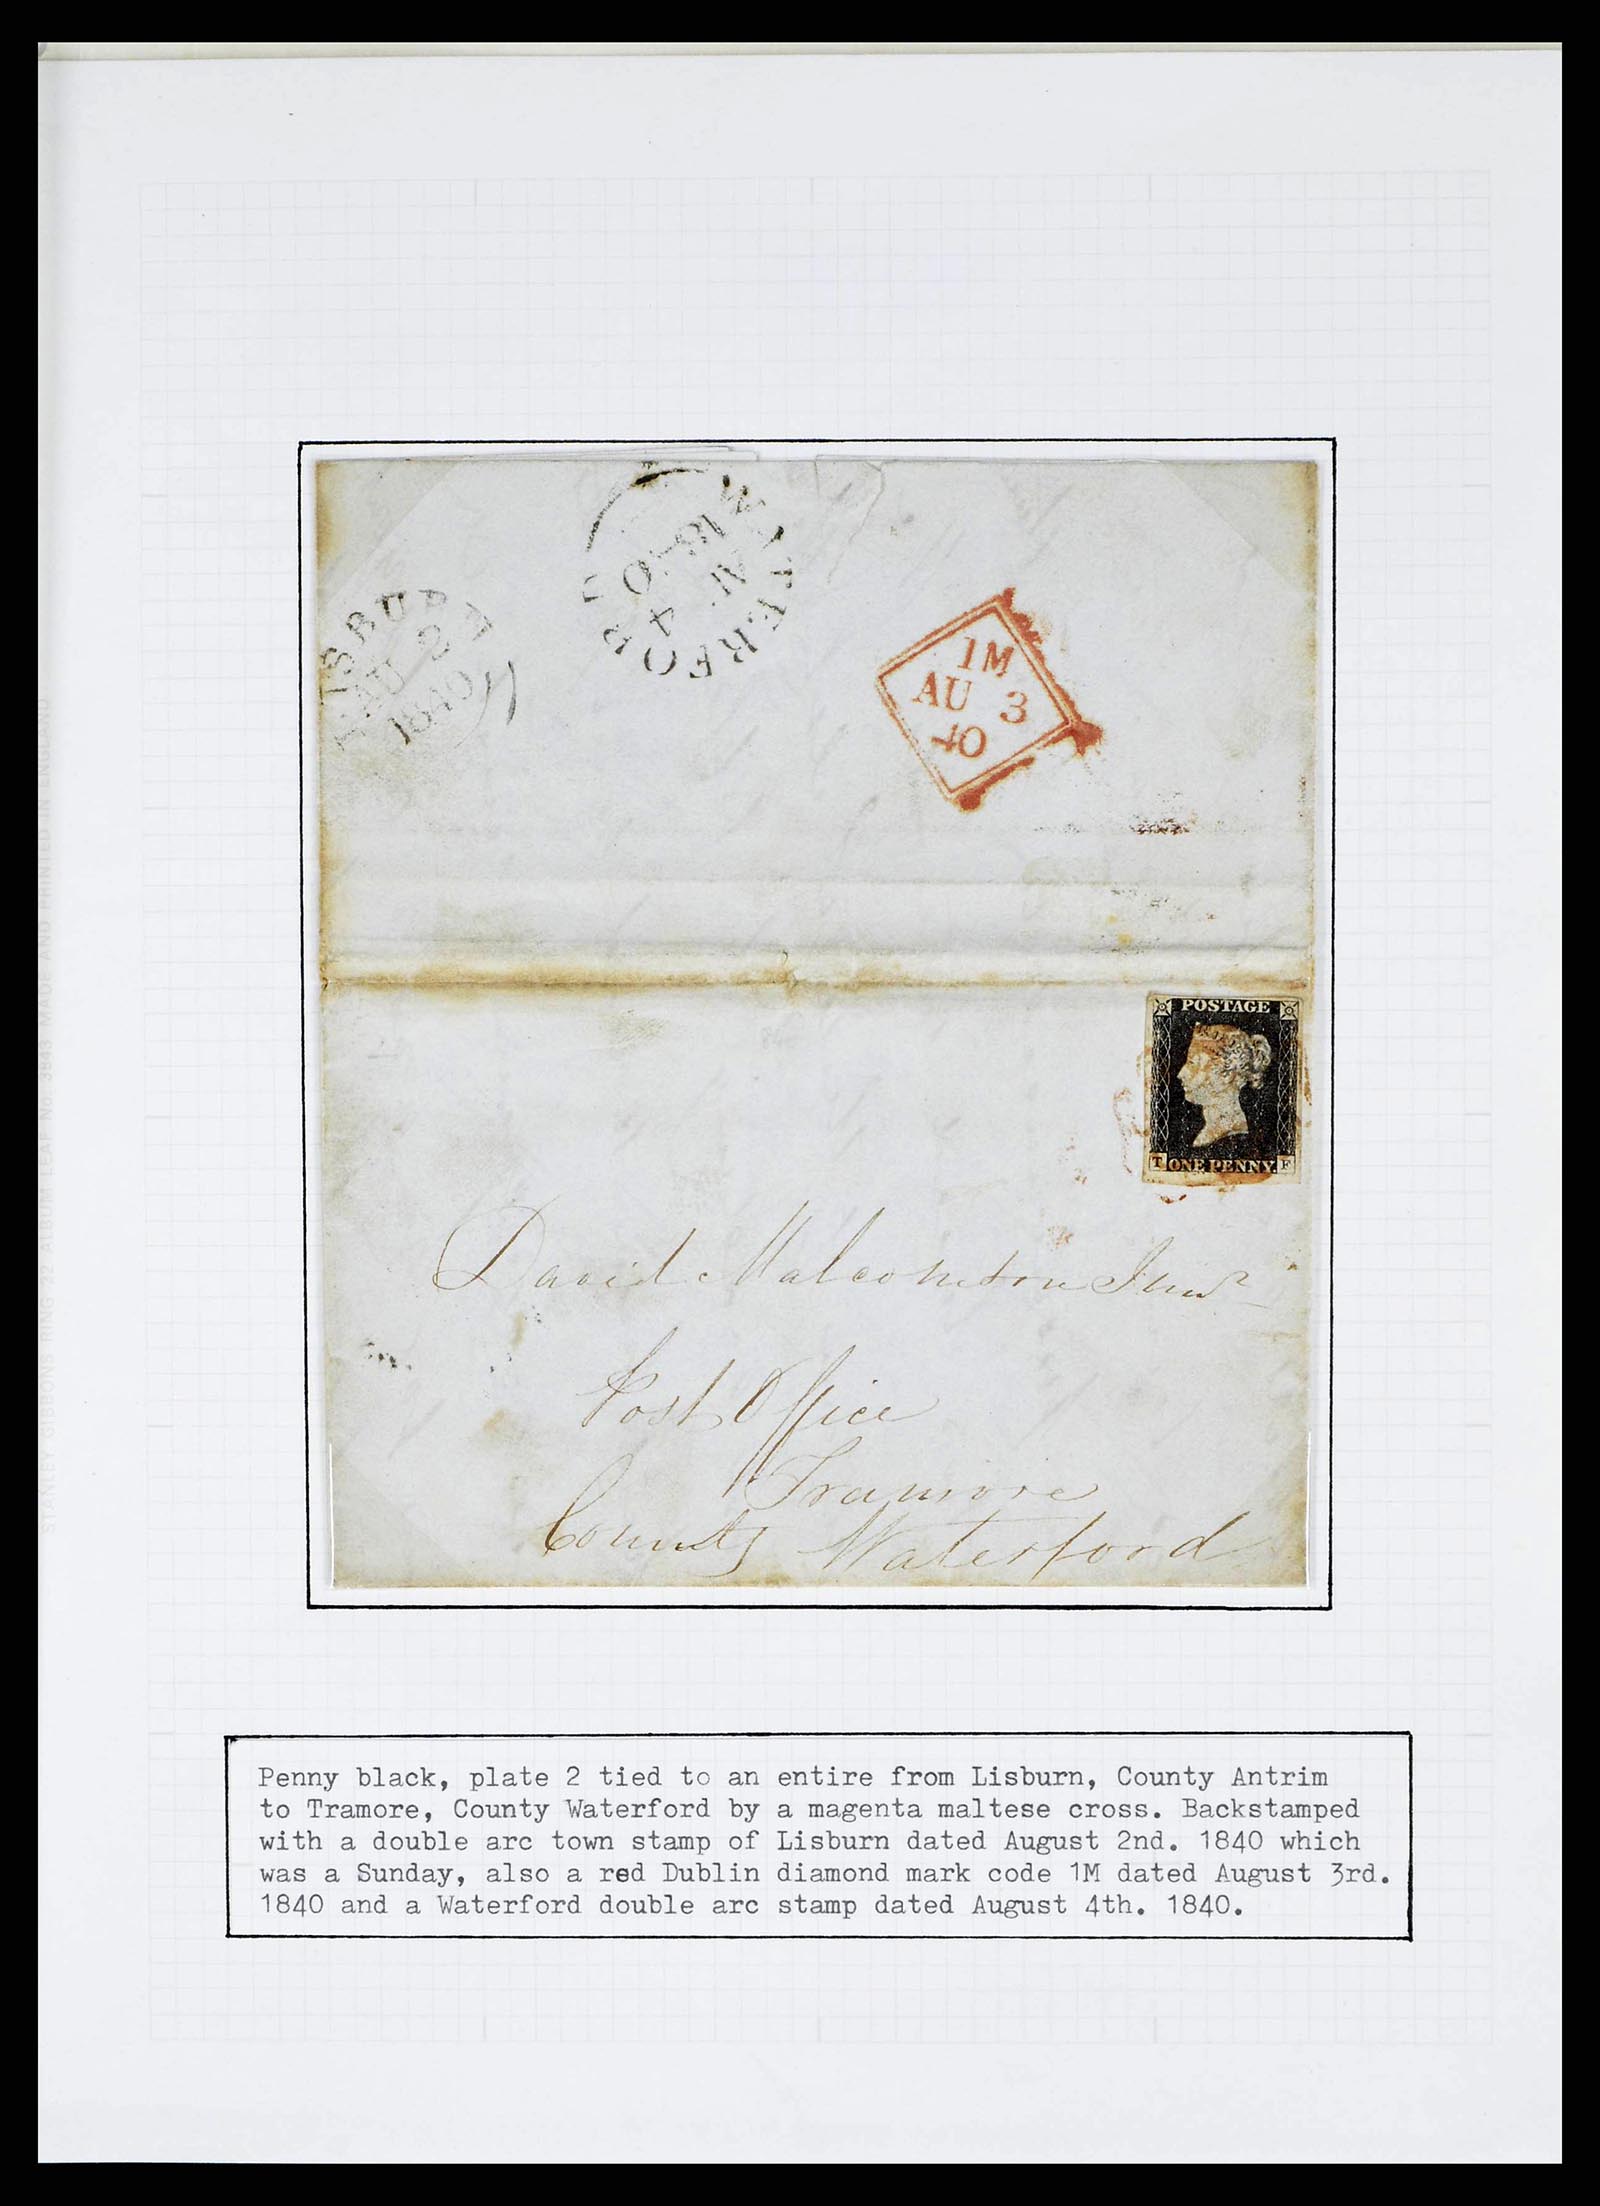 WATERFORD
4
1840
LISBURN
AU 2
1840
1M
AU 3
40
POSTAGE
T ONE PENNY. F
David Malcomson Junr
Post Office
Tramore
County Waterford
STANLEY GIBBONS RING 22 ALBUM LEAF No. 3949 MADE AND PRINTED IN ENGLAND
Penny black, plate 2 tied to an entire from Lisburn, County Antrim
to Tramore, County Waterford by a magenta maltese cross. Backstamped
with a double arc town stamp of Lisburn dated August 2nd. 1840 which
was a Sunday, also a red Dublin diamond mark code 1M dated August 3rd.
1840 and a Waterford double arc stamp dated August 4th. 1840.